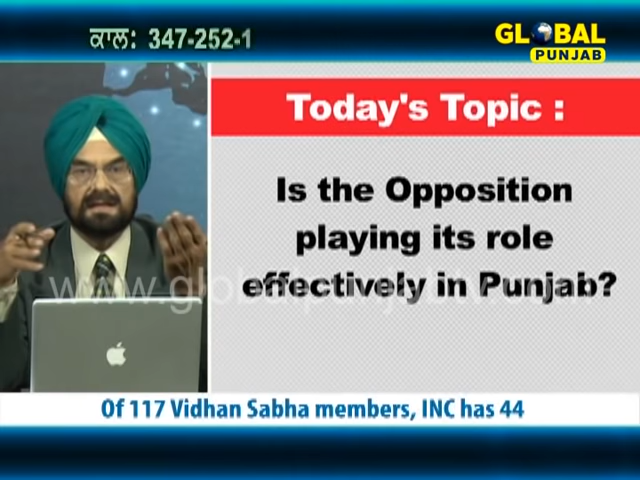 ਕਾਲ: 347-252-1
GLOBAL
PUNJAB
Today's Topic :
Is the Opposition
playing its role
effectively in Punjab?
Of 117 Vidhan Sabha members, INC has 44